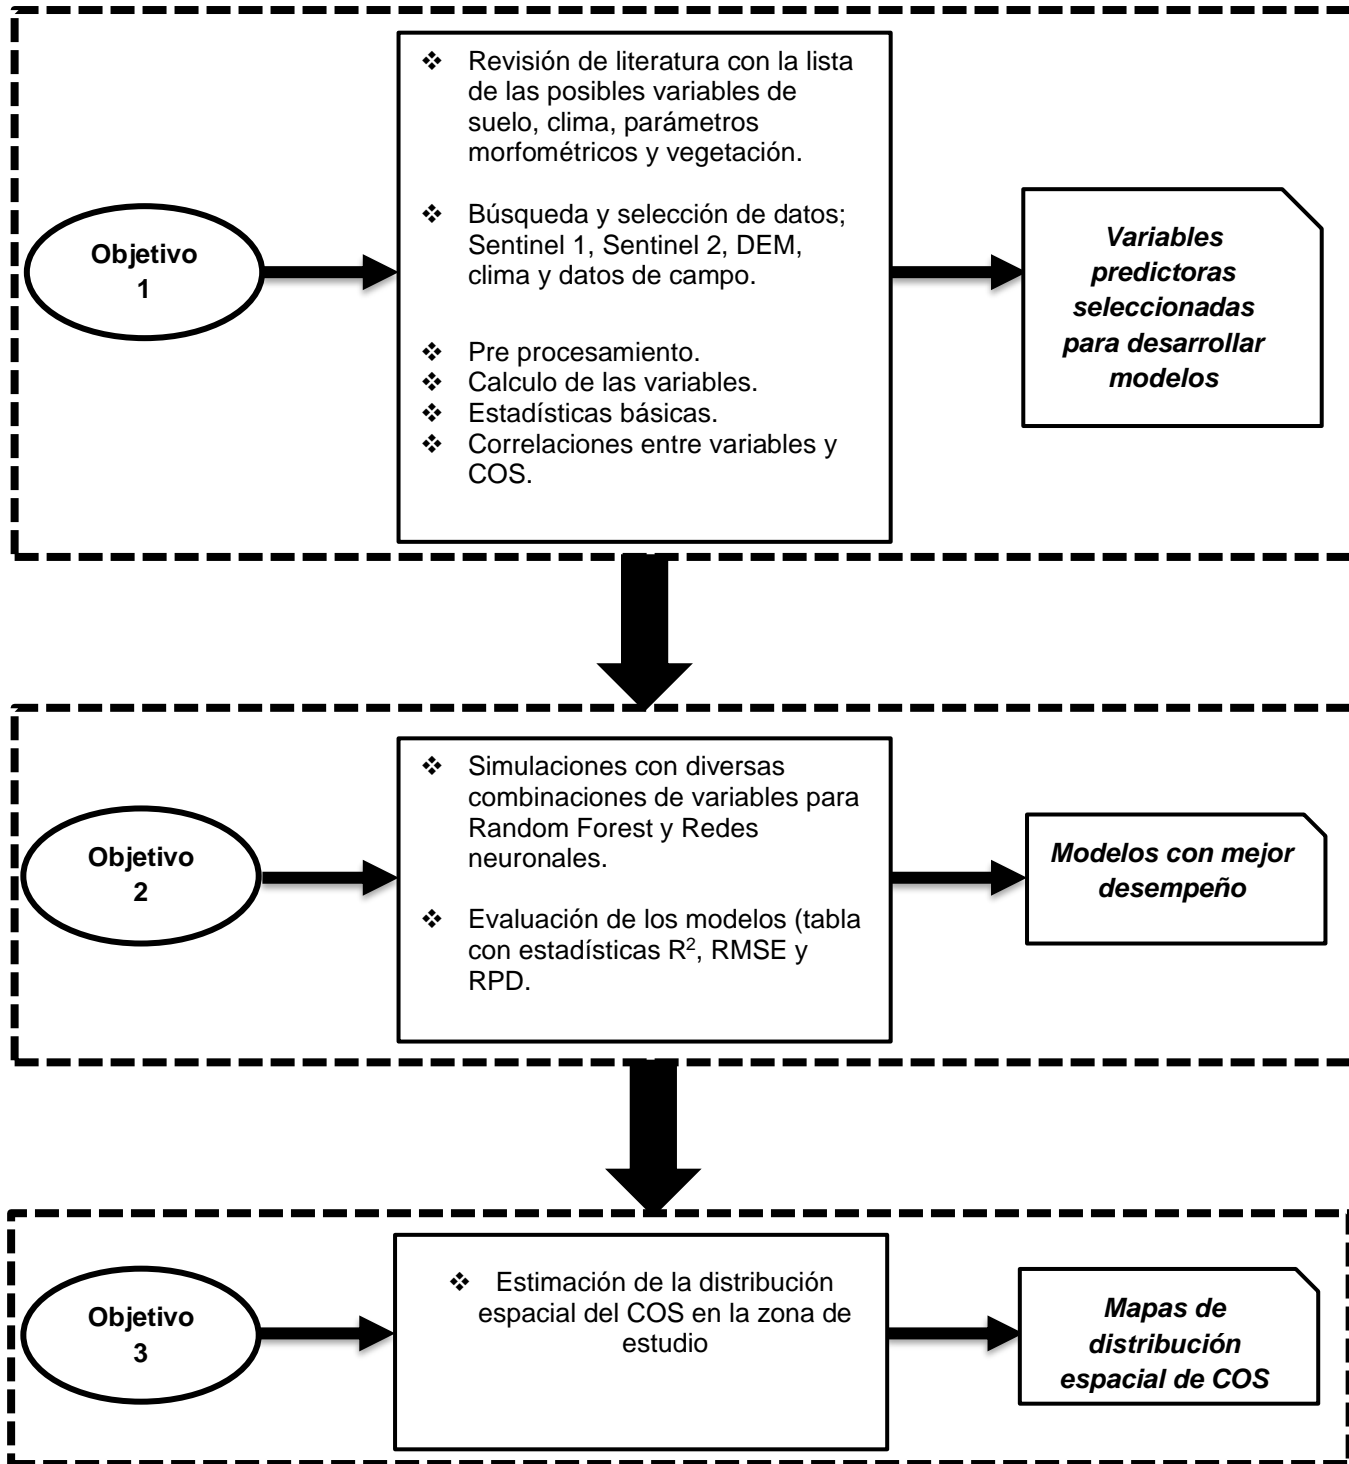 Objetivo
1
❖ Revisión de literatura con la lista
de las posibles variables de
suelo, clima, parámetros
morfométricos y vegetación.
❖ Búsqueda y selección de datos;
Sentinel 1, Sentinel 2, DEM,
clima y datos de campo.
❖ Pre procesamiento.
❖ Calculo de las variables.
❖ Estadísticas básicas.
❖ Correlaciones entre variables y
COS.
Variables
predictoras
seleccionadas
para desarrollar
modelos
Objetivo
2
❖ Simulaciones con diversas
combinaciones de variables para
Random Forest y Redes
neuronales.
❖ Evaluación de los modelos (tabla
con estadísticas R², RMSE y
RPD.
Modelos con mejor
desempeño
Objetivo
3
❖ Estimación de la distribución
espacial del COS en la zona de
estudio
Mapas de
distribución
espacial de COS